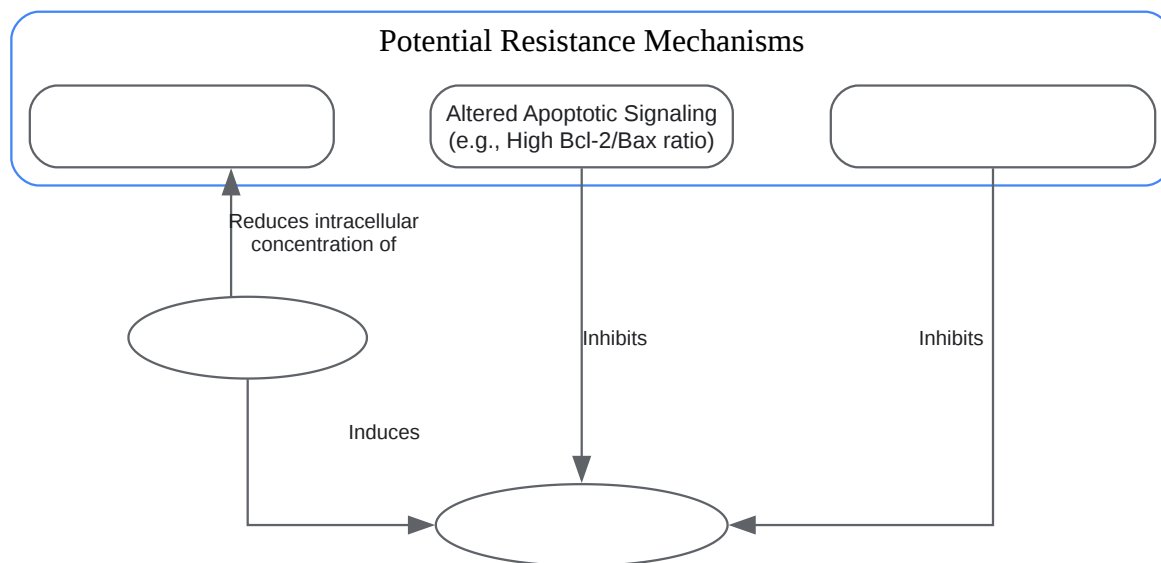 Potential Resistance Mechanisms
Altered Apoptotic Signaling
(e.g., High Bcl-2/Bax ratio)
Reduces intracellular
concentration of
Inhibits
Inhibits
Induces